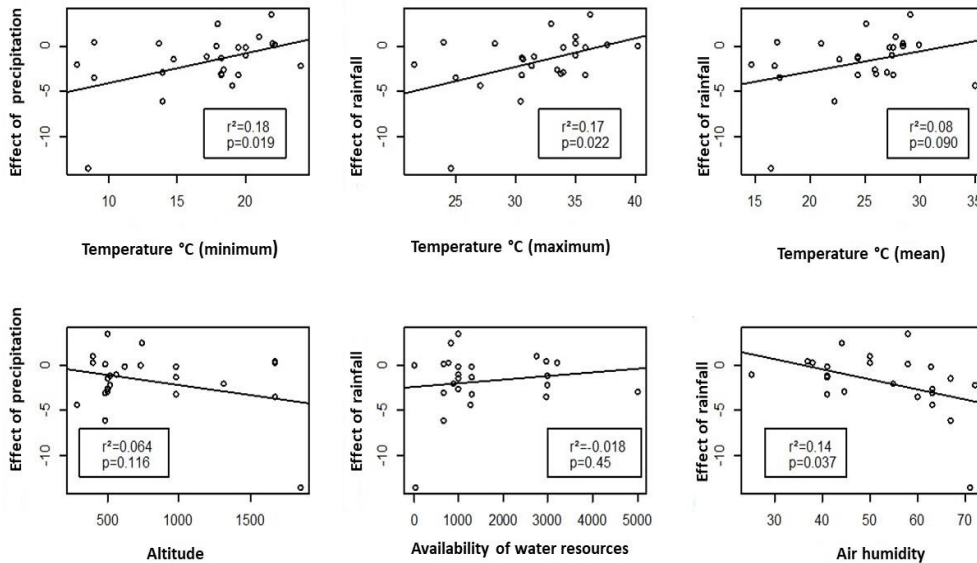 Effect of precipitation
0
-5
-10
r²=0.18
p=0.019
10
15
20
Temperature °C (minimum)
Effect of rainfall
0
-5
-10
r²=0.17
p=0.022
25
30
35
40
Temperature °C (maximum)
Effect of rainfall
0
-5
-10
r²=0.08
p=0.090
15
20
25
30
35
Temperature °C (mean)
Effect of precipitation
0
-5
-10
r²=0.064
p=0.116
500
1000
1500
Altitude
Effect of rainfall
0
-5
-10
r²=-0.018
p=0.45
0
1000
2000
3000
4000
5000
Availability of water resources
Effect of rainfall
0
-5
-10
r²=0.14
p=0.037
30
40
50
60
70
Air humidity